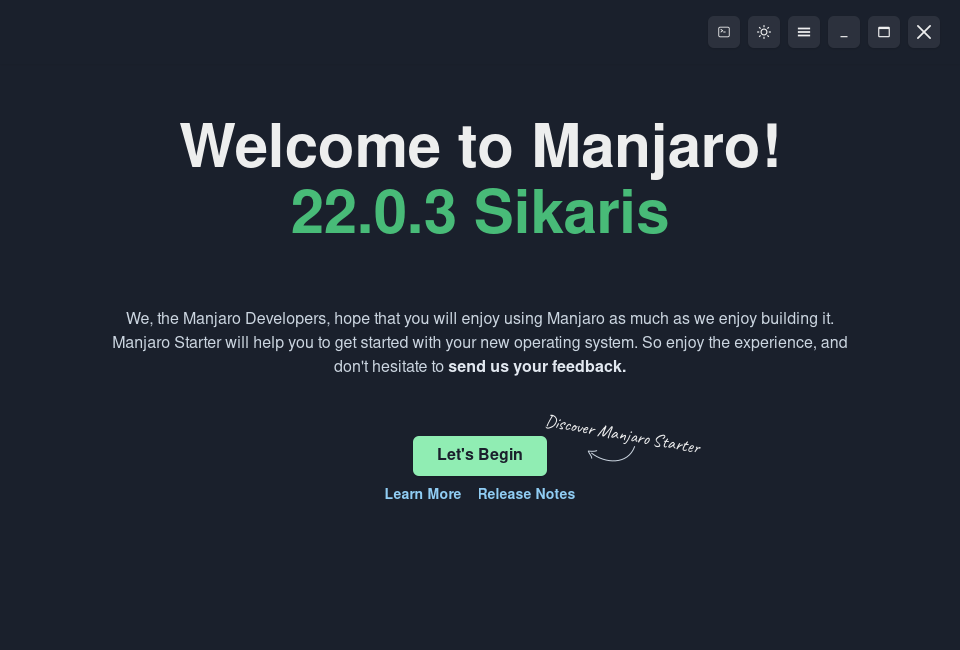 Welcome to Manjaro!
22.0.3 Sikaris
We, the Manjaro Developers, hope that you will enjoy using Manjaro as much as we enjoy building it.
Manjaro Starter will help you to get started with your new operating system. So enjoy the experience, and
don't hesitate to send us your feedback.
Discover Manjaro Starter
Let's Begin
Learn More Release Notes